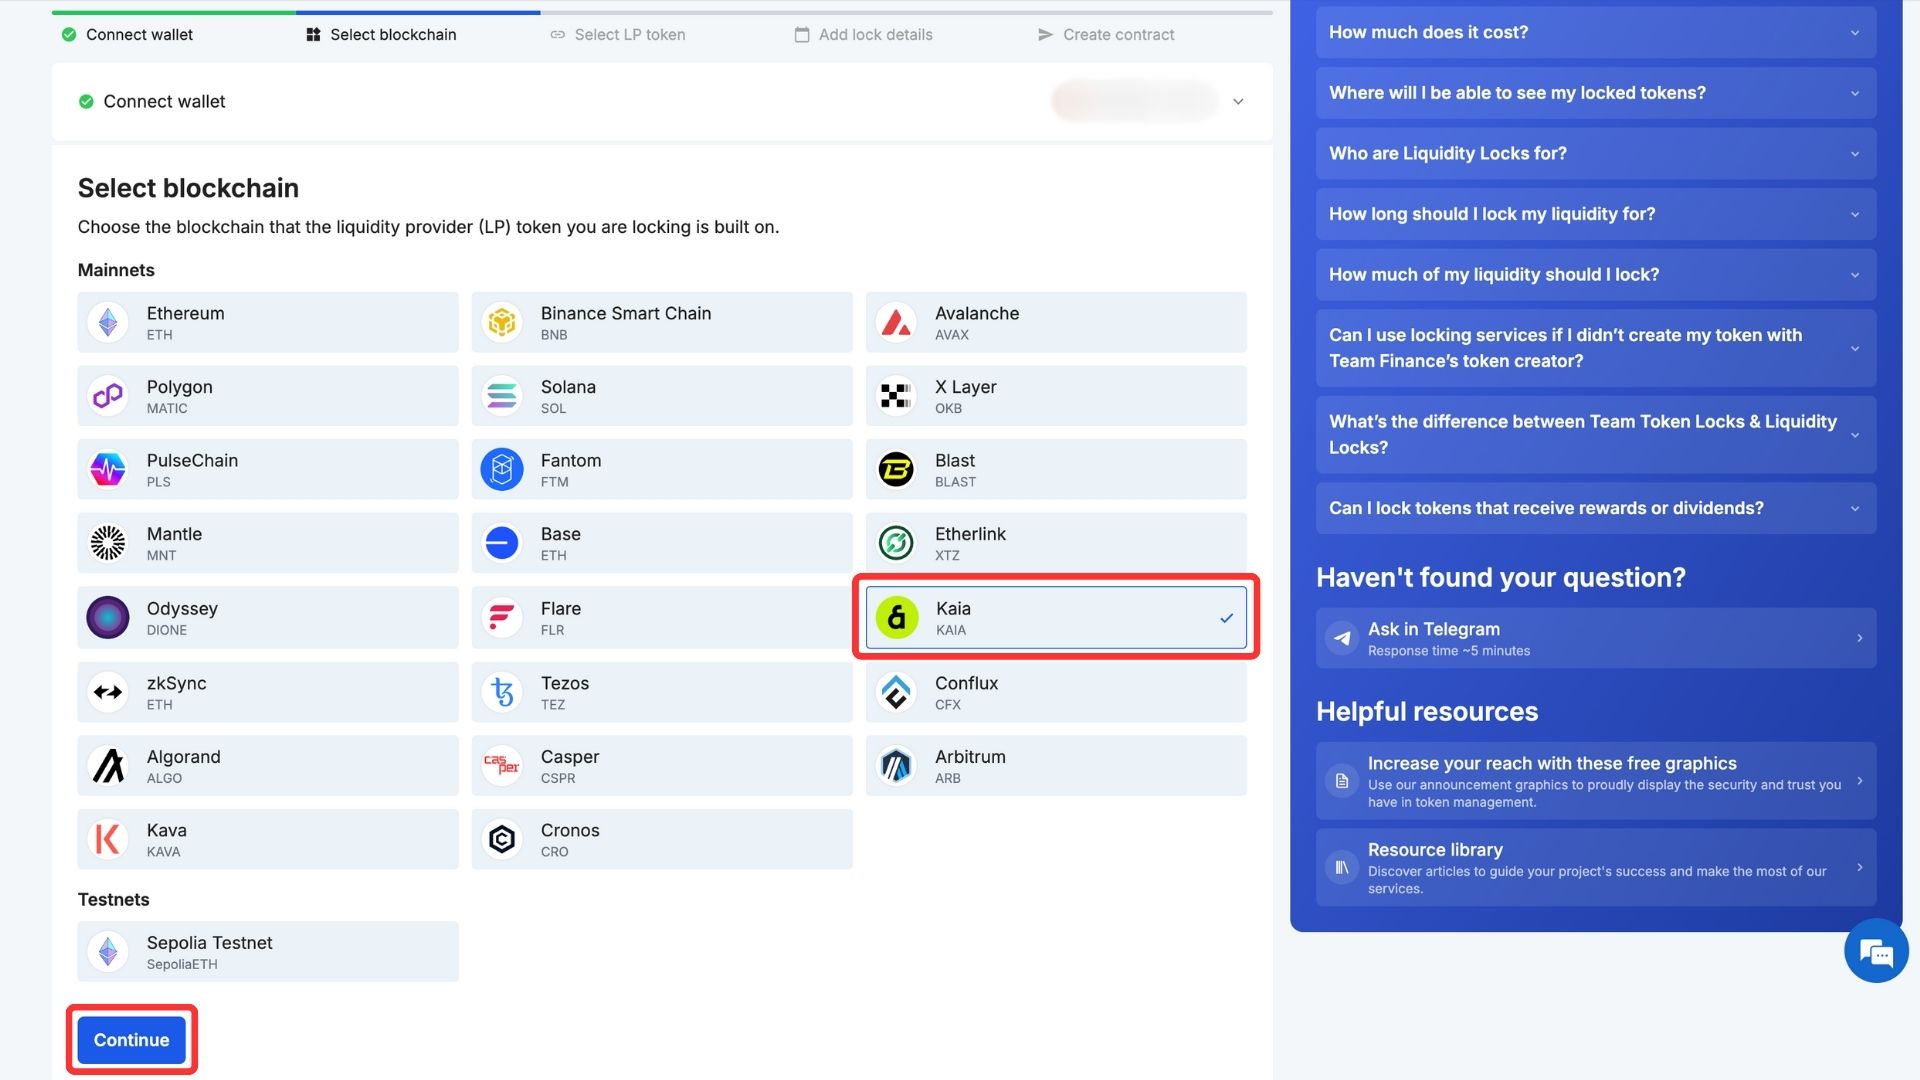 Connect wallet
Select blockchain
Select LP token
Add lock details
Create contract
Connect wallet
Select blockchain
Choose the blockchain that the liquidity provider (LP) token you are locking is built on.
Mainnets
Ethereum
ETH
Binance Smart Chain
BNB
Avalanche
AVAX
Polygon
MATIC
Solana
SOL
X Layer
OKB
PulseChain
PLS
Fantom
FTM
Blast
BLAST
Mantle
MNT
Base
ETH
Etherlink
XTZ
Odyssey
DIONE
Flare
FLR
Kaia
KAIA
zkSync
ETH
Tezos
TEZ
Conflux
CFX
Algorand
ALGO
Casper
CSPR
Arbitrum
ARB
Kava
KAVA
Cronos
CRO
Testnets
Sepolia Testnet
SepoliaETH
Continue
How much does it cost?
Where will I be able to see my locked tokens?
Who are Liquidity Locks for?
How long should I lock my liquidity for?
How much of my liquidity should I lock?
Can I use locking services if I didn’t create my token with
Team Finance’s token creator?
What’s the difference between Team Token Locks & Liquidity
Locks?
Can I lock tokens that receive rewards or dividends?
Haven't found your question?
Ask in Telegram
Response time ~5 minutes
Helpful resources
Increase your reach with these free graphics
Use our announcement graphics to proudly display the security and trust you
have in token management.
Resource library
Discover articles to guide your project's success and make the most of our
services.